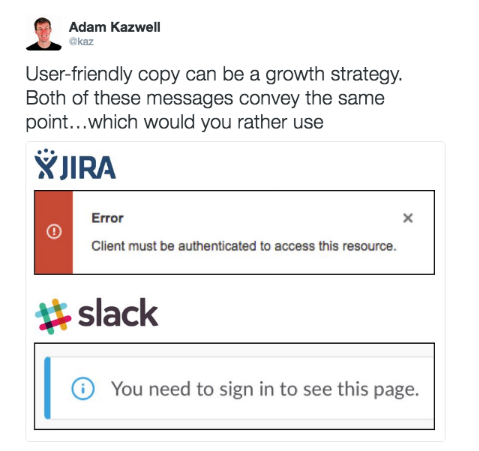 Adam Kazwell
@kaz
User-friendly copy can be a growth strategy.
Both of these messages convey the same
point…which would you rather use
JIRA
Error
Client must be authenticated to access this resource.
slack
You need to sign in to see this page.